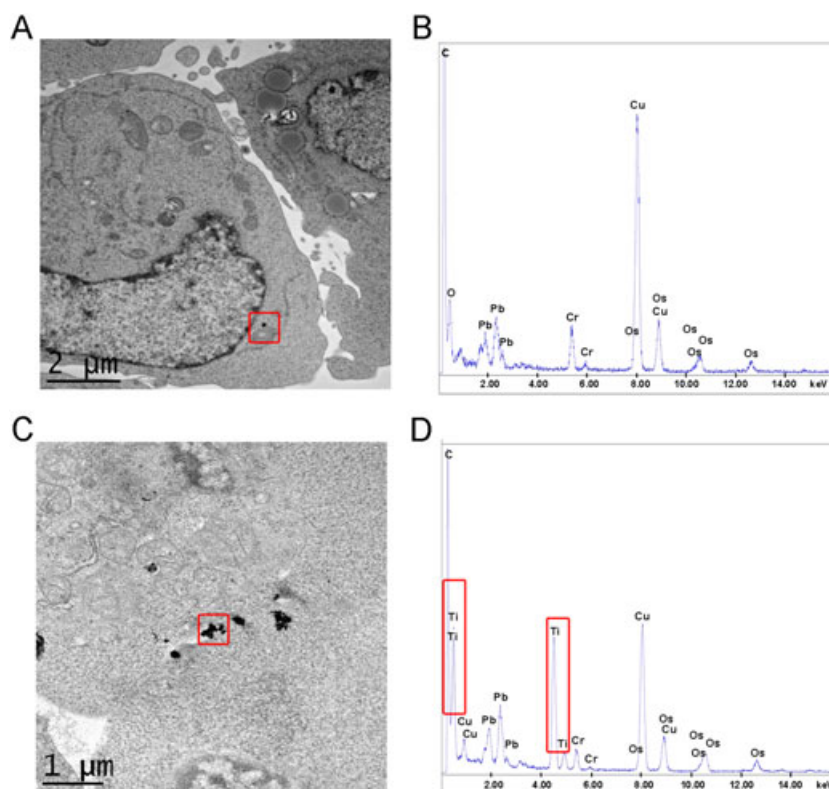 A
B
2 μm
C
O
Pb
Pb
Pb
Cr
Cr
Cu
Os
Os
Cu
Os
Os
Os
Os
2.00 4.00 6.00 8.00 10.00 12.00 14.00 keV
C
D
1 μm
C
Ti
Ti
Cu
Cu
Pb
Pb
Pb
Ti
Ti
Cr
Cr
Cu
Os
Os
Cu
Os
Os
Os
Os
2.00 4.00 6.00 8.00 10.00 12.00 14.00 keV